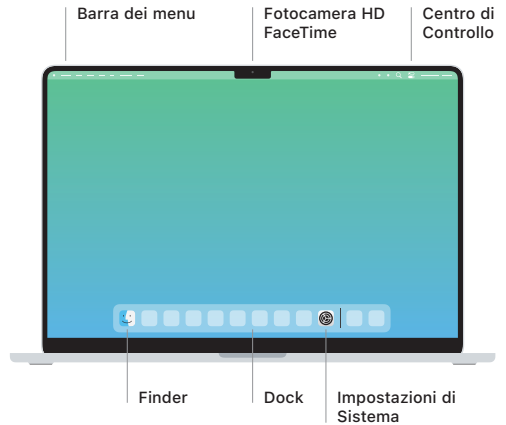 Barra dei menu
Fotocamera HD
FaceTime
Centro di
Controllo
Finder
Dock
Impostazioni di
Sistema